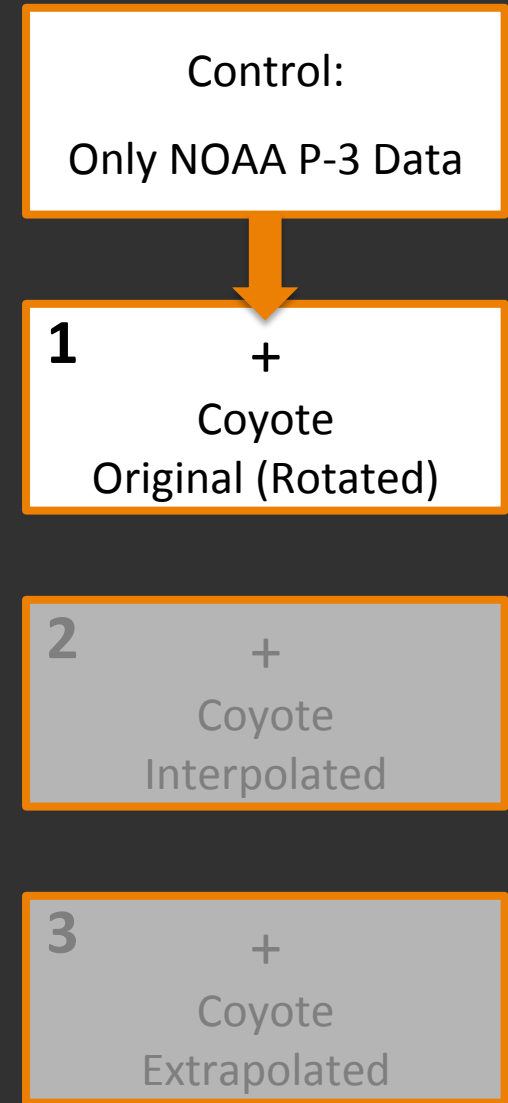 Control:
Only NOAA P-3 Data
1
+
Coyote
Original (Rotated)
2
+
Coyote
Interpolated
3
+
Coyote
Extrapolated